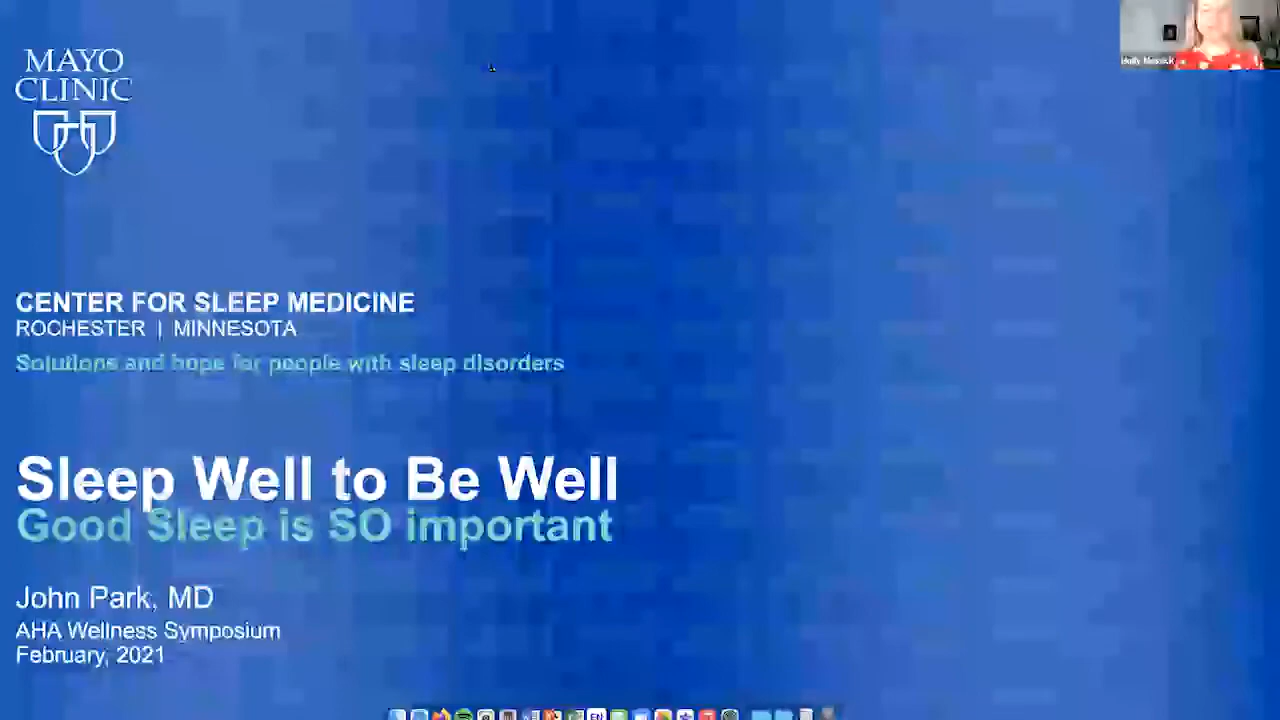 MAYO
CLINIC
CENTER FOR SLEEP MEDICINE
ROCHESTER | MINNESOTA
Solutions and hope for people with sleep disorders
Sleep Well to Be Well
Good Sleep is SO important
John Park, MD
AHA Wellness Symposium
February, 2021